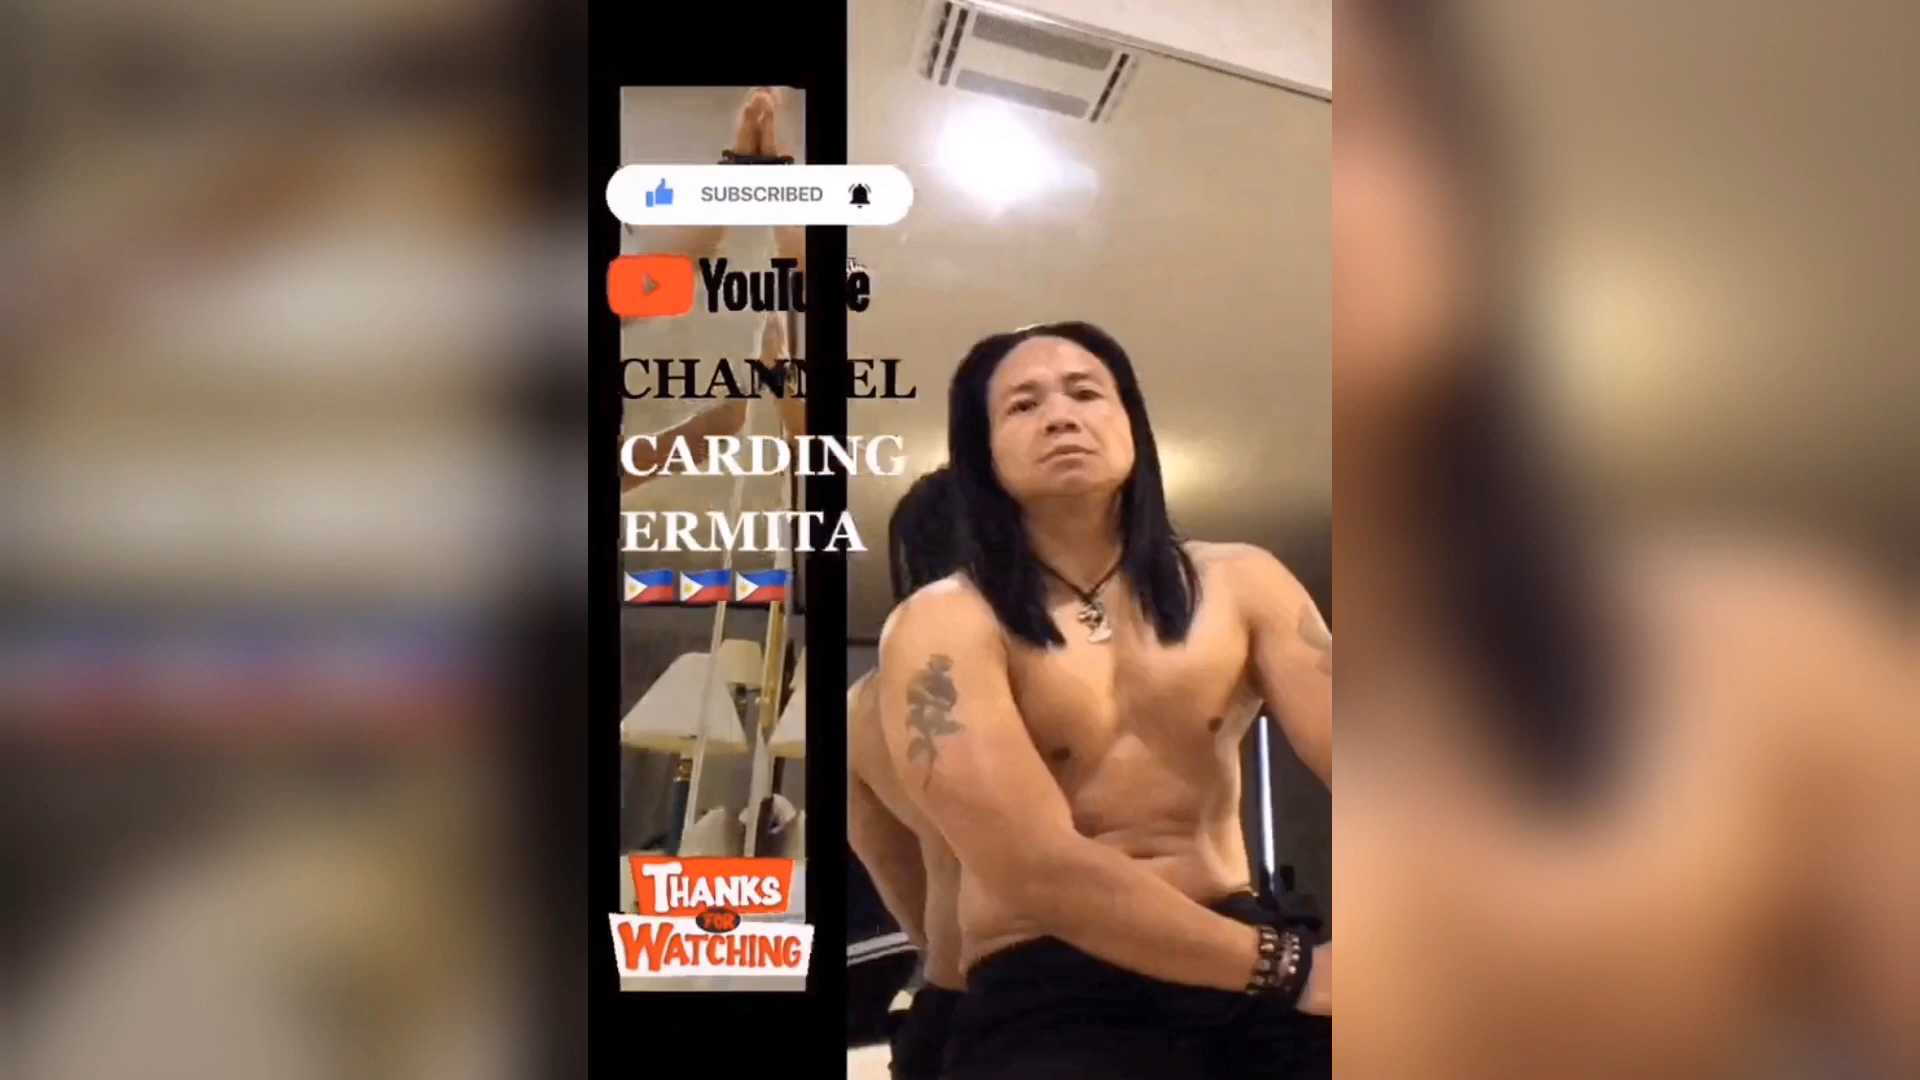 SUBSCRIBED
YouTube
CHANNEL
CARDING
ERMITA
THANKS
FOR
WATCHING